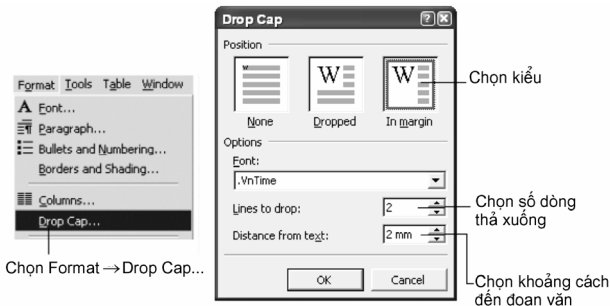 Format Tools Table Window
A Font...
Paragraph...
Bullets and Numbering...
Borders and Shading...
Columns...
Drop Cap...
Chọn Format → Drop Cap...
Drop Cap
Position
W W W
None Dropped In margin
Chọn kiểu
Options
Font:
.VnTime
Lines to drop: 2
Chọn số dòng
thả xuống
Distance from text: 2 mm
OK Cancel
Chọn khoảng cách
đến đoan văn